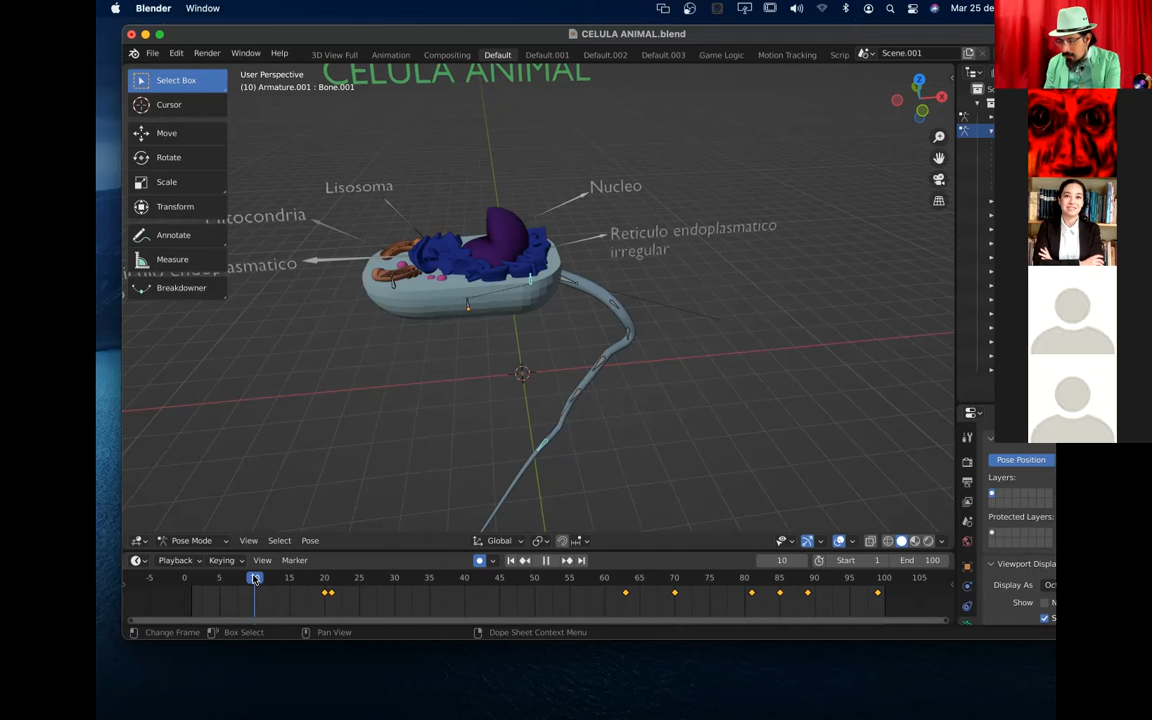 Blender Window Mar 25 de
CELULA ANIMAL.blend
File Edit Render Window Help 3D View Full Animation Compositing Default Default.001 Default.002 Default.003 Game Logic Motion Tracking Scrip Scene.001
CELULA ANIMAL
User Perspective
(10) Armature.001 : Bone.001
Select Box
Cursor
Move
Rotate
Scale
Transform
Annotate
Measure
Breakdowner
Z
X
Lisosoma
Nucleo
Mitocondria
Reticulo endoplasmatico
irregular
Pose Position
Layers:
Protected Layers:
Viewport Displa
Display As Oct
Show N
S
Pose Mode View Select Pose Global
Playback Keying View Marker 10 Start 1 End 100
-5 0 5 10 15 20 25 30 35 40 45 50 55 60 65 70 75 80 85 90 95 100 105
Change Frame Box Select Pan View Dope Sheet Context Menu